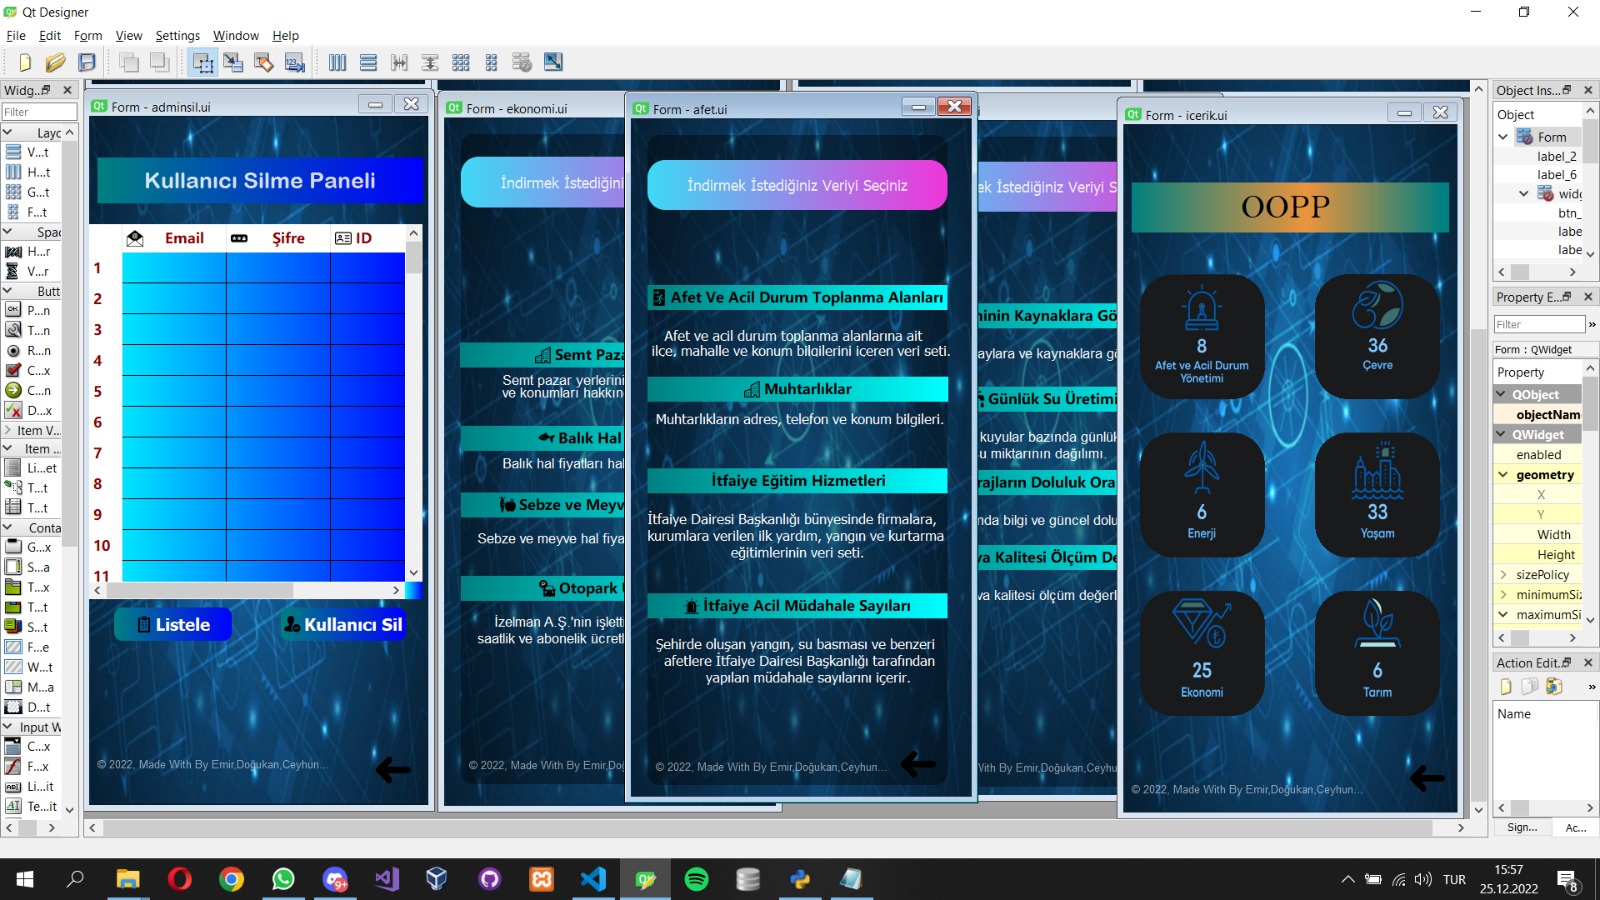 Qt Designer
File Edit Form View Settings Window Help
Widg...
Filter
Layc
V...t
H...t
G...t
F...t
Spac
H...r
V...r
Butt
P...n
T...n
R...n
C...x
C...n
D...x
Item V...
Item ...
Li...et
T...t
T...t
Conta
G...x
S...a
T...x
T...t
S...t
F...e
W...t
M...a
D...t
Input W
C...x
F...x
Li...it
Te...it
Form - adminsil.ui
Kullanıcı Silme Paneli
Email Şifre ID
1
2
3
4
5
6
7
8
9
10
11
Listele Kullanıcı Sil
© 2022, Made With By Emir,Doğukan,Ceyhun...
Form - ekonomi.ui
İndirmek İstediğini
Semt Paza
Semt pazar yerlerini
ve konumları hakkın
Balık Hal
Balık hal fiyatları hal
Sebze ve Meyv
Sebze ve meyve hal fiya
Otopark
İzelman A.Ş.'nin işlett
saatlik ve abonelik ücretl
© 2022, Made With By Emir,Do
Form - afet.ui
İndirmek İstediğiniz Veriyi Seçiniz
Afet Ve Acil Durum Toplanma Alanları
Afet ve acil durum toplanma alanlarına ait
ilçe, mahalle ve konum bilgilerini içeren veri seti.
Muhtarlıklar
Muhtarlıkların adres, telefon ve konum bilgileri.
İtfaiye Eğitim Hizmetleri
İtfaiye Dairesi Başkanlığı bünyesinde firmalara,
kurumlara verilen ilk yardım, yangın ve kurtarma
eğitimlerinin veri seti.
İtfaiye Acil Müdahale Sayıları
Şehirde oluşan yangın, su basması ve benzeri
afetlere İtfaiye Dairesi Başkanlığı tarafından
yapılan müdahale sayılarını içerir.
© 2022, Made With By Emir,Doğukan,Ceyhun...
ek İstediğiniz Veriyi S
ninin Kaynaklara Gö
aylara ve kaynaklara gö
Günlük Su Üretimi
kuyular bazında günlük
su miktarının dağılımı.
rajların Doluluk Ora
nda bilgi ve güncel dolu
va Kalitesi Ölçüm De
va kalitesi ölçüm değerl
With By Emir,Doğukan,Ceyhu
Form - icerik.ui
OOPP
8
Afet ve Acil Durum
Yönetimi
36
Çevre
6
Enerji
33
Yaşam
25
Ekonomi
6
Tarım
© 2022, Made With By Emir,Doğukan,Ceyhun...
Object Ins...
Object
Form
label_2
label_6
widg
btn_
labe
labe
Property E...
Filter
Form : QWidget
Property
QObject
objectNam
QWidget
enabled
geometry
X
Y
Width
Height
sizePolicy
minimumSiz
maximumSi
Action Edit...
Name
Sign... Ac...
9+
TUR
15:57
25.12.2022
8